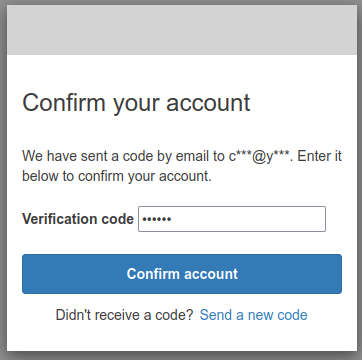 Confirm your account
We have sent a code by email to c***@y***. Enter it
below to confirm your account.
Verification code ••••••
Confirm account
Didn't receive a code? Send a new code